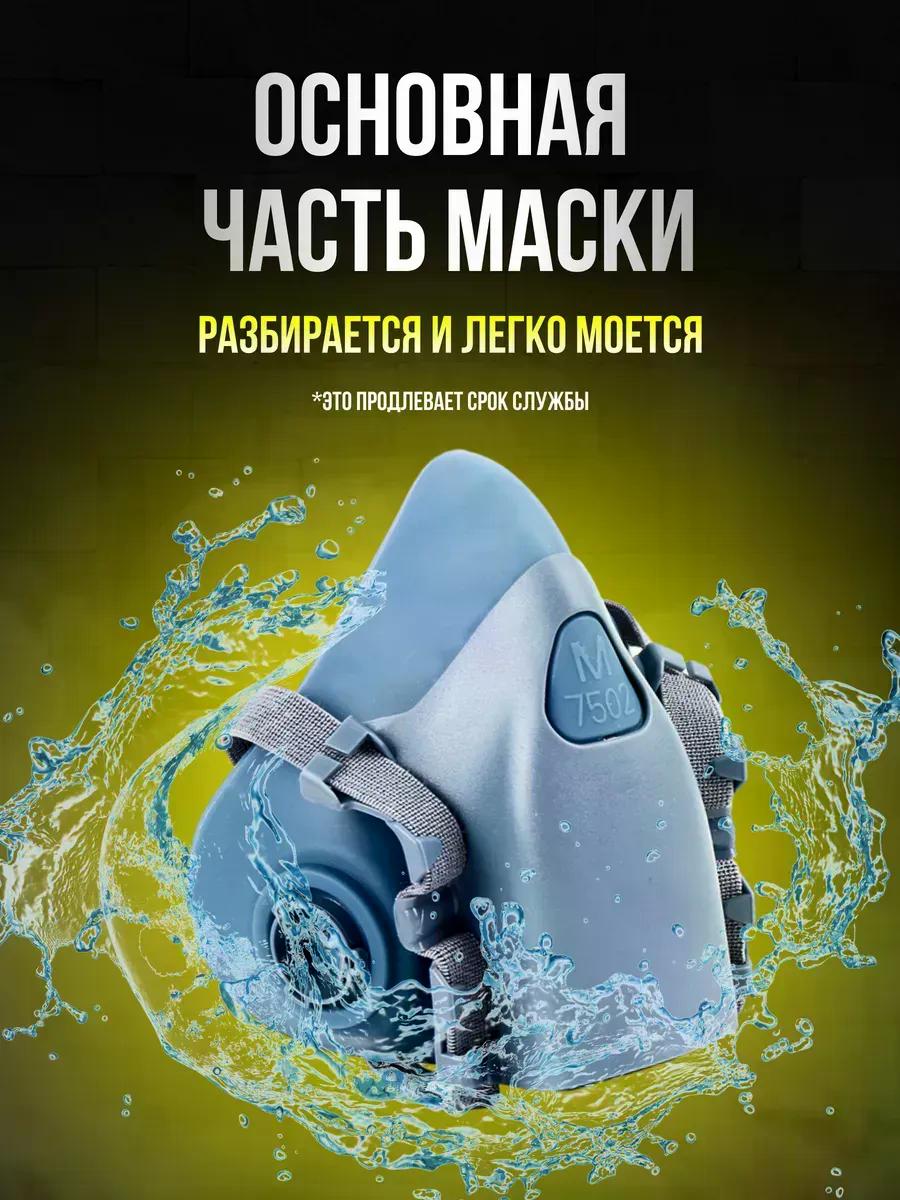 ОСНОВНАЯ
ЧАСТЬ МАСКИ
РАЗБИРАЕТСЯ И ЛЕГКО МОЕТСЯ
*ЭТО ПРОДЛЕВАЕТ СРОК СЛУЖБЫ
M
7502